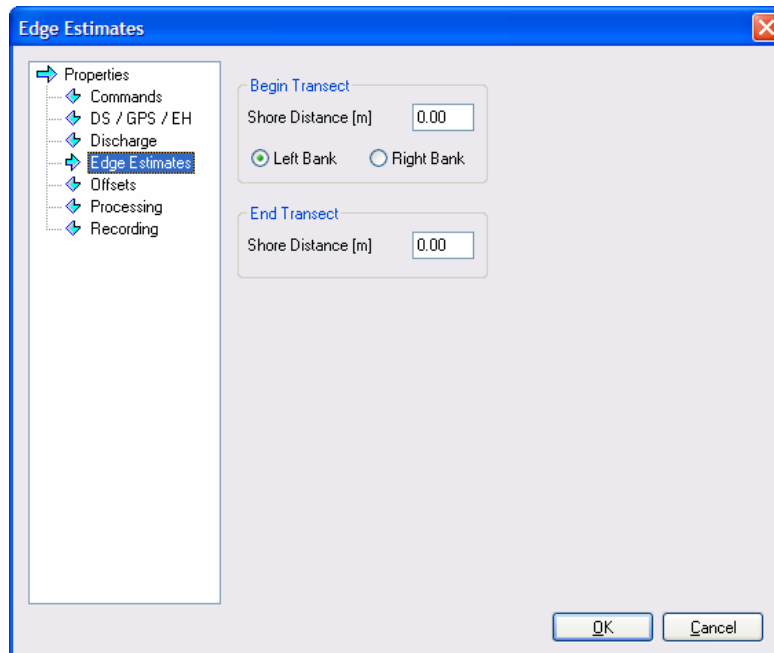 Edge Estimates
Properties
Commands
DS / GPS / EH
Discharge
Edge Estimates
Offsets
Processing
Recording
Begin Transect
Shore Distance [m] 0.00
Left Bank Right Bank
End Transect
Shore Distance [m] 0.00
OK Cancel